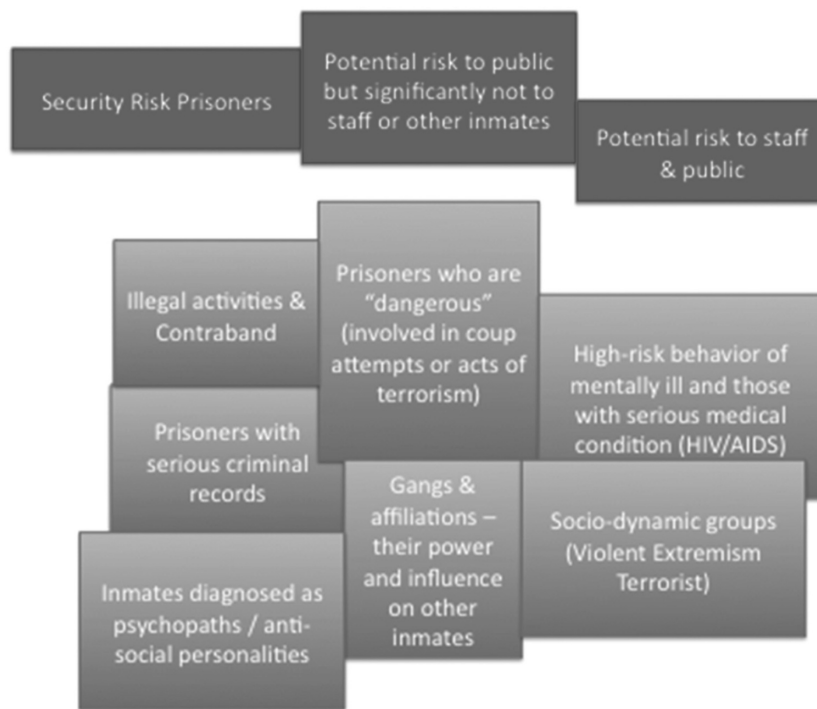 Security Risk Prisoners
Potential risk to public
but significantly not to
staff or other inmates
Potential risk to staff
& public
Illegal activities &
Contraband
Prisoners who are
“dangerous”
(involved in coup
attempts or acts of
terrorism)
High-risk behavior of
mentally ill and those
with serious medical
condition (HIV/AIDS)
Prisoners with
serious criminal
records
Gangs &
affiliations –
their power
and influence
on other
inmates
Socio-dynamic groups
(Violent Extremism
Terrorist)
Inmates diagnosed as
psychopaths / anti-
social personalities